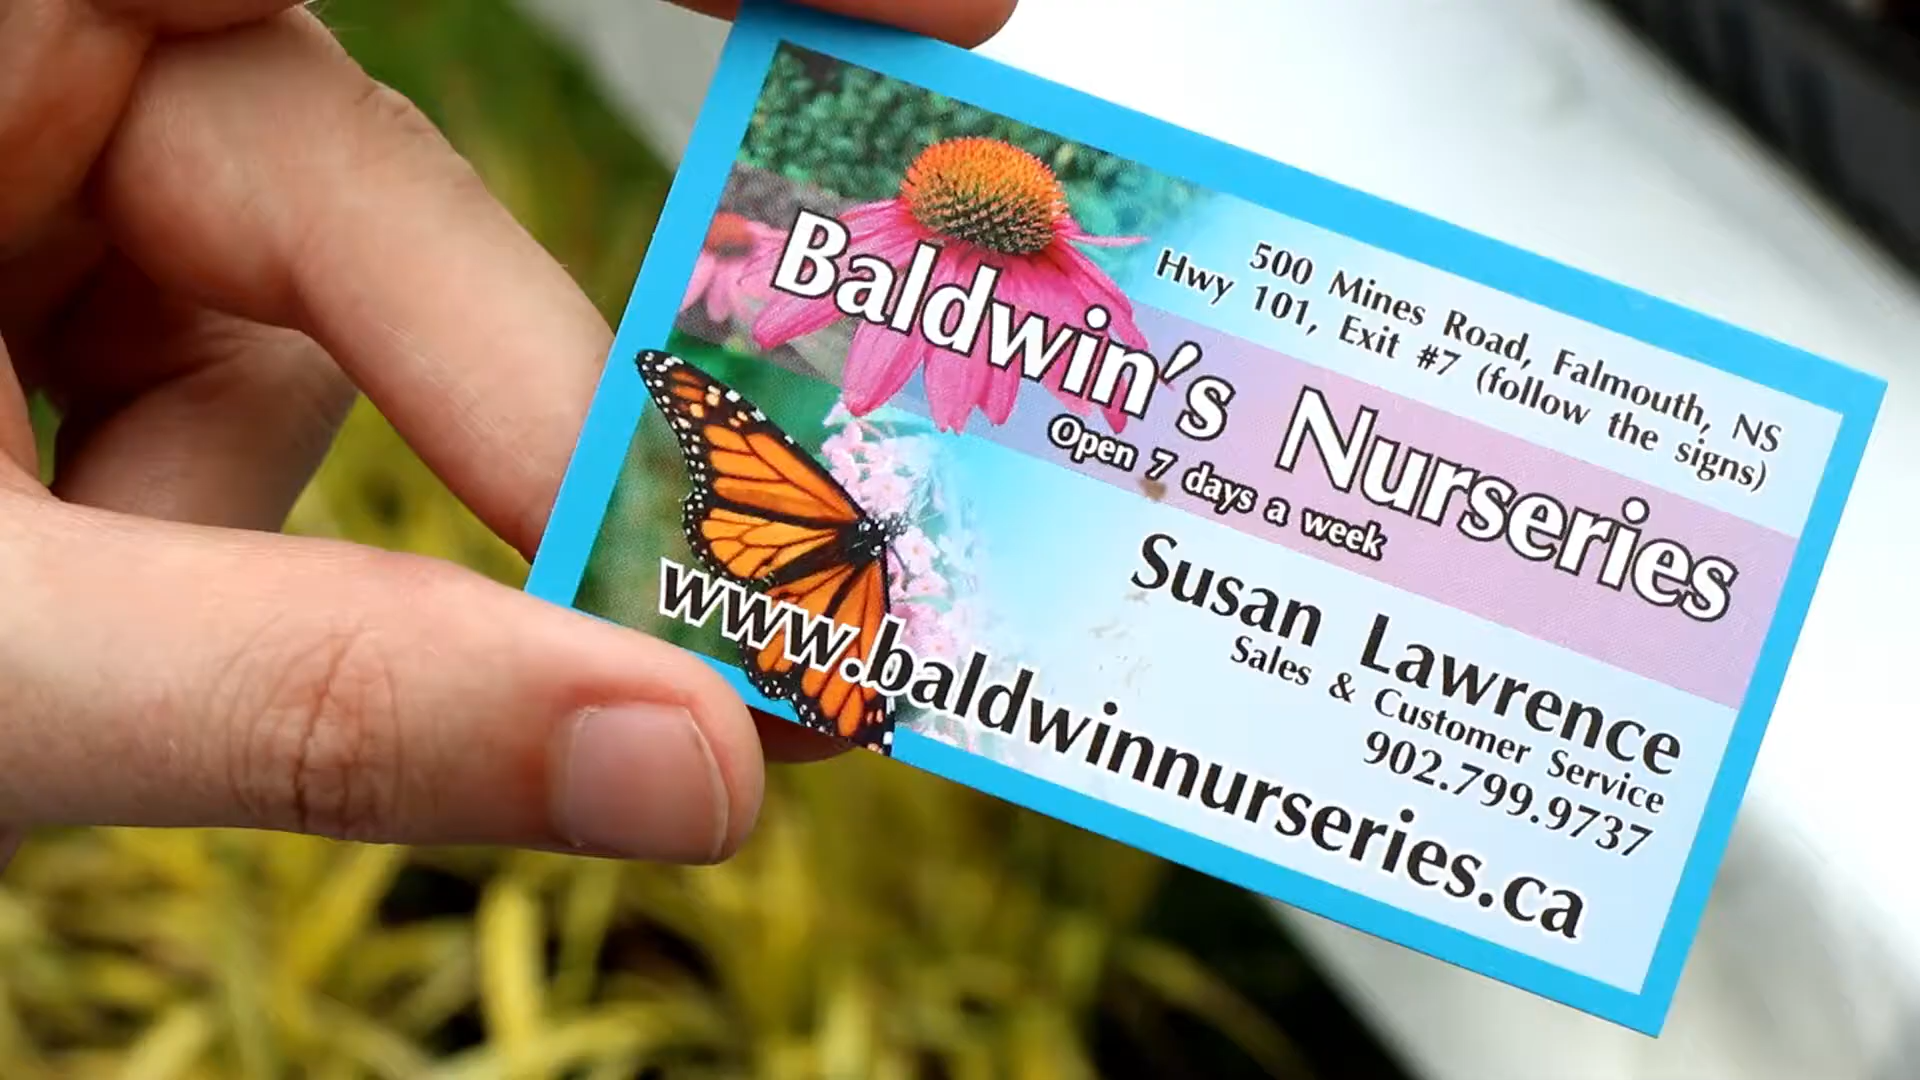 500 Mines Road, Falmouth, NS
Hwy 101, Exit #7 (follow the signs)
Baldwin's Nurseries
Open 7 days a week
Susan Lawrence
Sales & Customer Service
902.799.9737
www.baldwinnurseries.ca